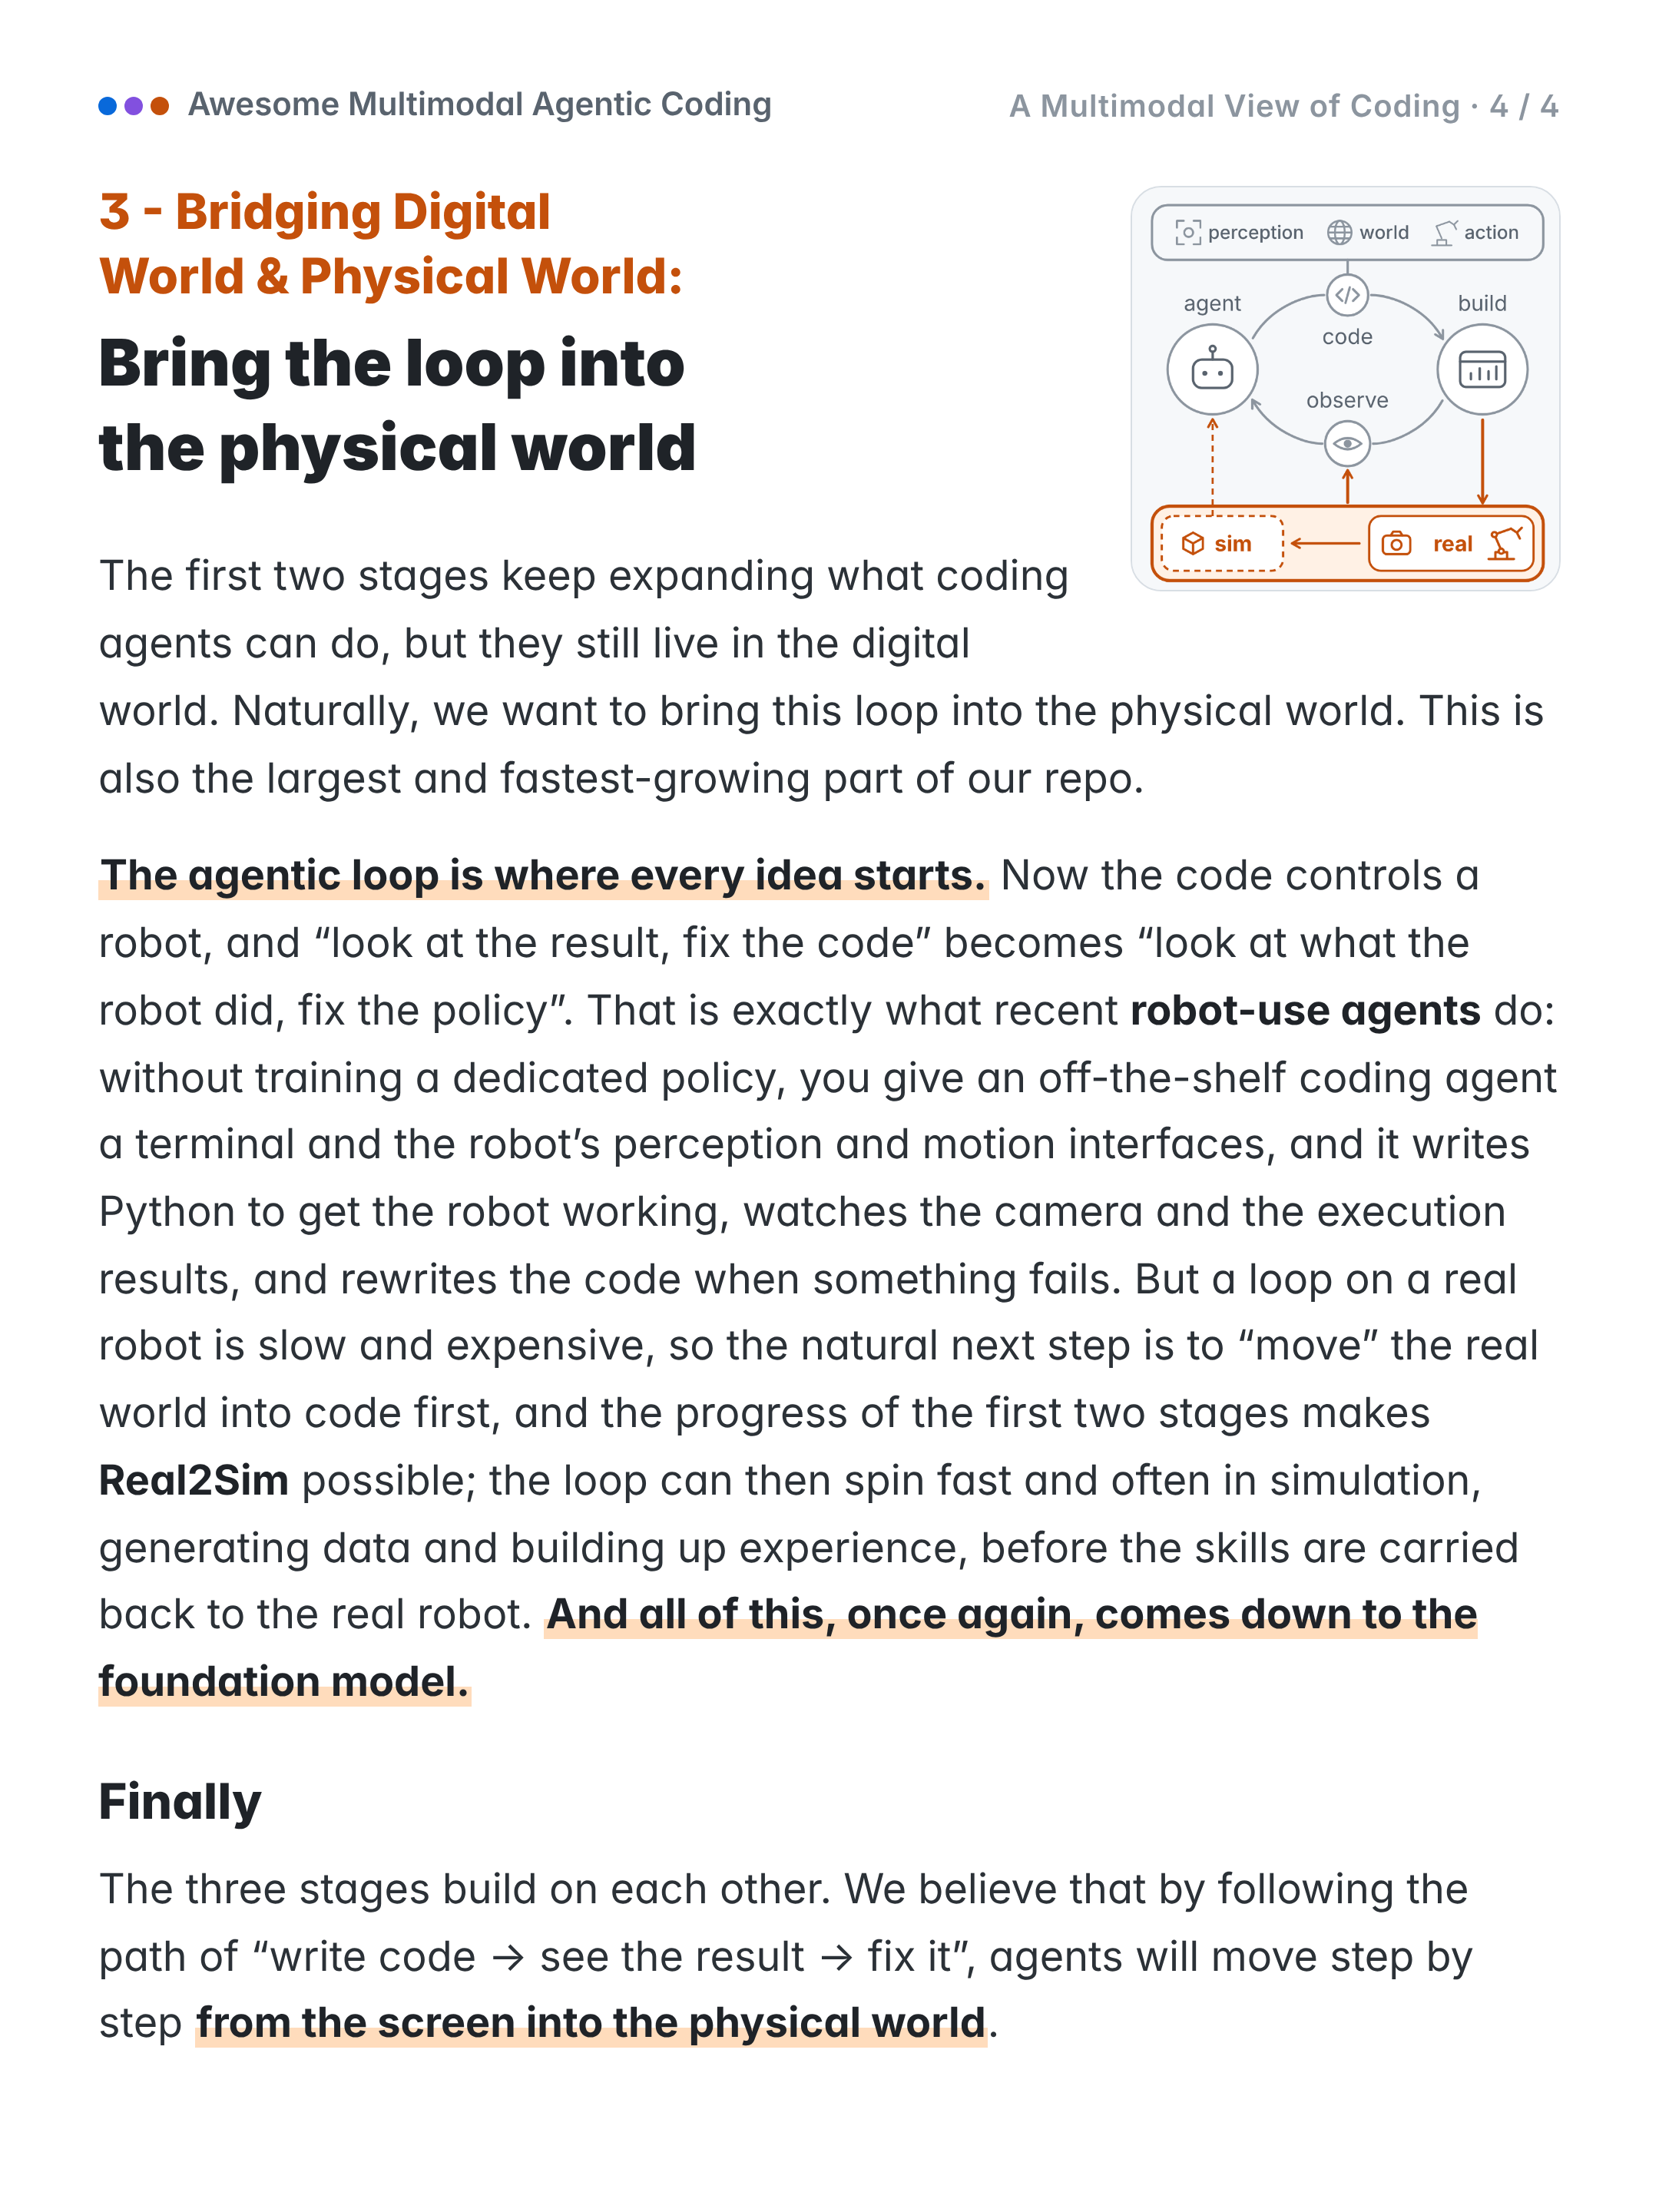 Awesome Multimodal Agentic Coding
A Multimodal View of Coding · 4 / 4
3 - Bridging Digital
World & Physical World:
Bring the loop into
the physical world
perception world action
agent
build
code
observe
sim
real
The first two stages keep expanding what coding
agents can do, but they still live in the digital
world. Naturally, we want to bring this loop into the physical world. This is
also the largest and fastest-growing part of our repo.
The agentic loop is where every idea starts. Now the code controls a
robot, and “look at the result, fix the code” becomes “look at what the
robot did, fix the policy”. That is exactly what recent robot-use agents do:
without training a dedicated policy, you give an off-the-shelf coding agent
a terminal and the robot’s perception and motion interfaces, and it writes
Python to get the robot working, watches the camera and the execution
results, and rewrites the code when something fails. But a loop on a real
robot is slow and expensive, so the natural next step is to “move” the real
world into code first, and the progress of the first two stages makes
Real2Sim possible; the loop can then spin fast and often in simulation,
generating data and building up experience, before the skills are carried
back to the real robot. And all of this, once again, comes down to the
foundation model.
Finally
The three stages build on each other. We believe that by following the
path of “write code → see the result → fix it”, agents will move step by
step from the screen into the physical world.